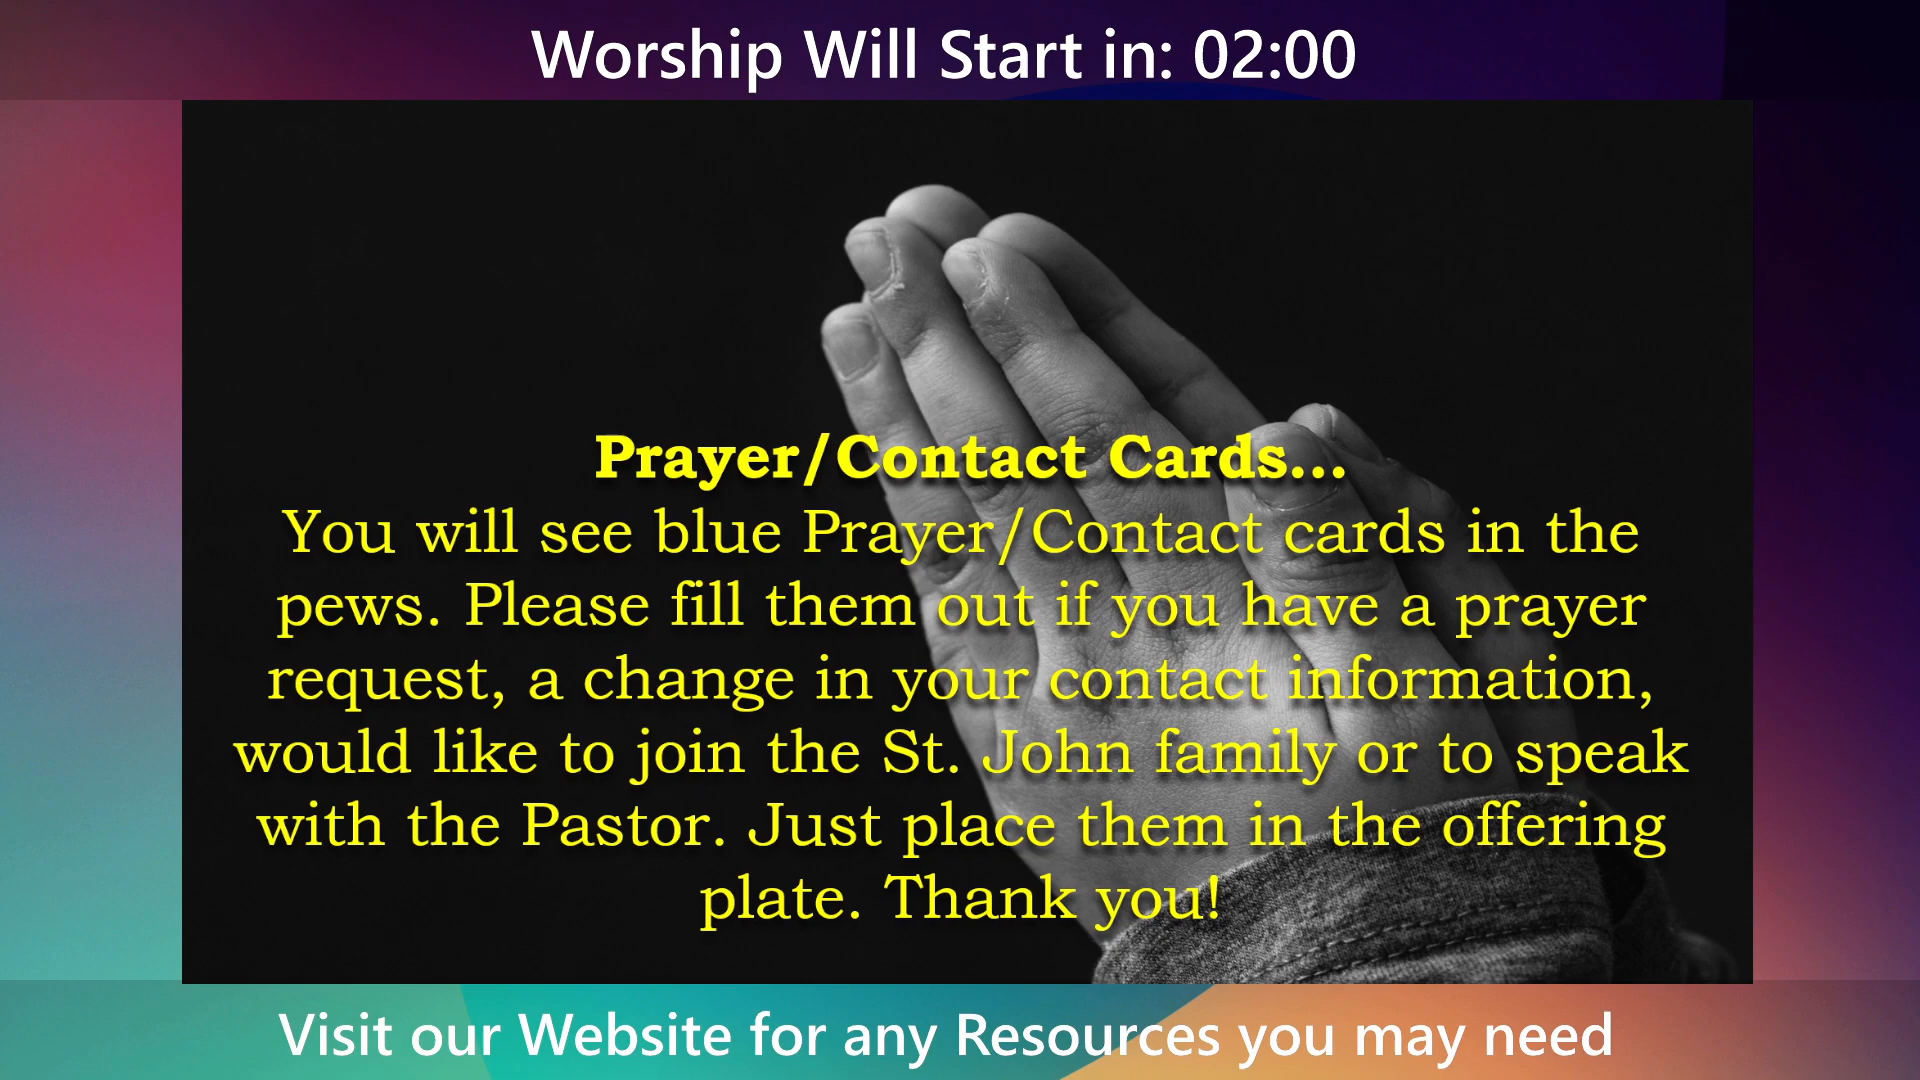 Worship Will Start in: 02:00
Prayer/Contact Cards...
You will see blue Prayer/Contact cards in the
pews. Please fill them out if you have a prayer
request, a change in your contact information,
would like to join the St. John family or to speak
with the Pastor. Just place them in the offering
plate. Thank you!
Visit our Website for any Resources you may need